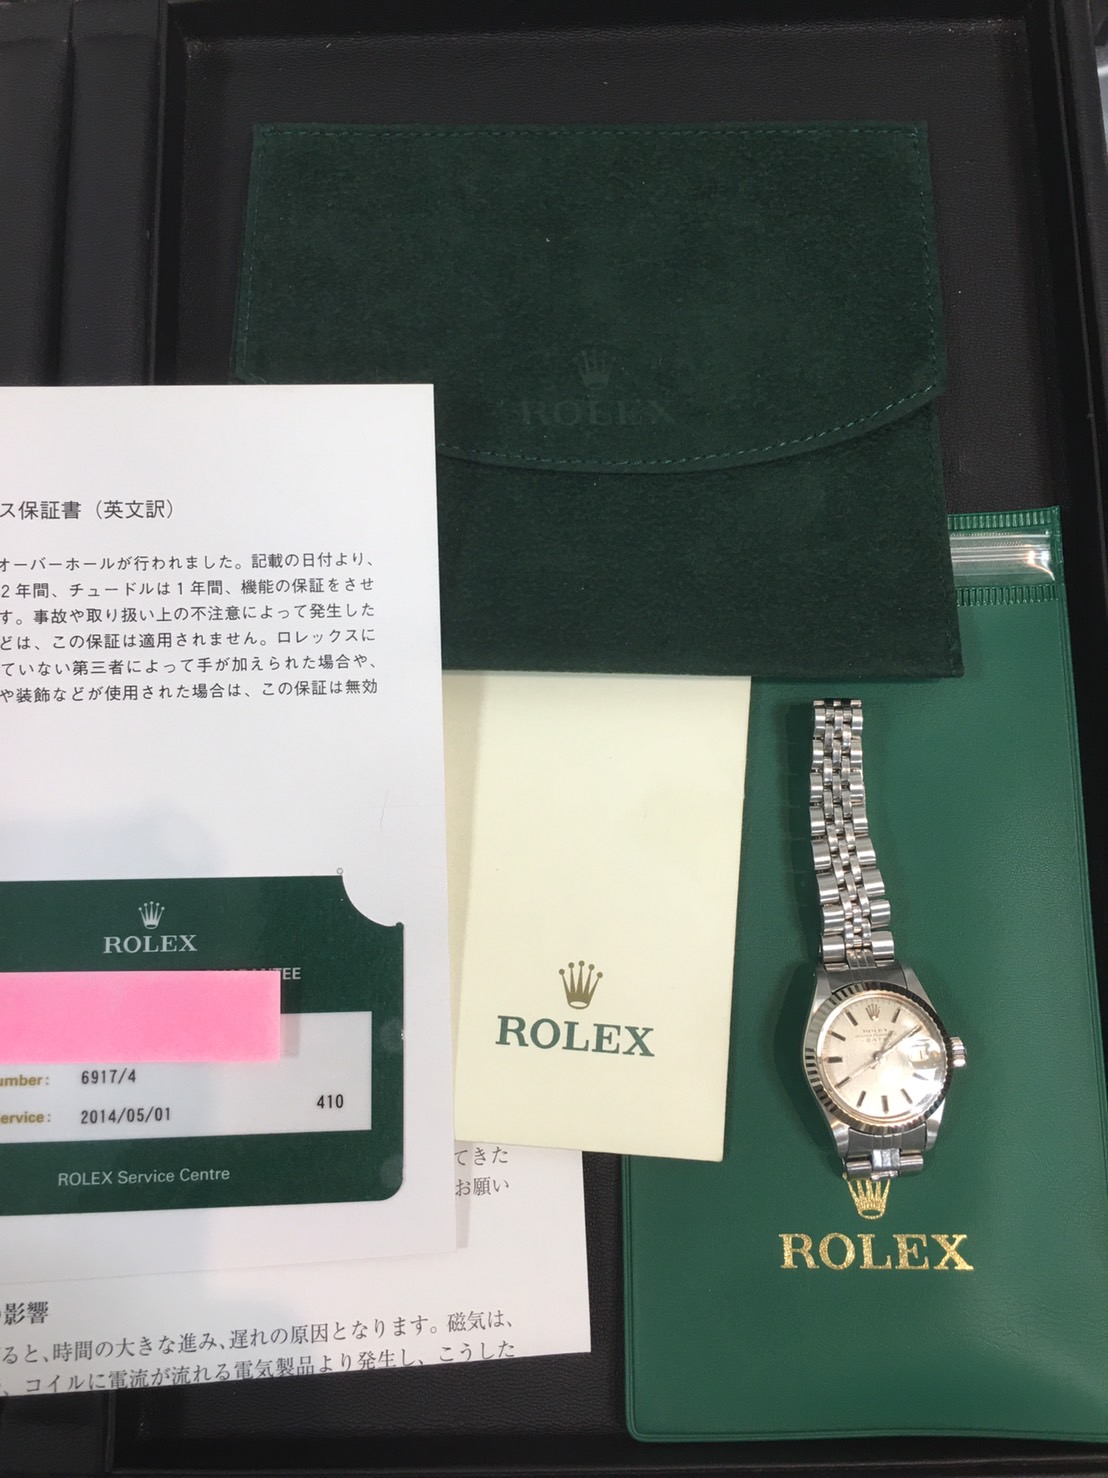 ROLEX
ス保証書（英文訳）
オーバーホールが行われました。記載の日付より、
2年間、チュードルは1年間、機能の保証をさせ
す。事故や取り扱い上の不注意によって発生した
どは、この保証は適用されません。ロレックスに
ていない第三者によって手が加えられた場合や、
や装飾などが使用された場合は、この保証は無効
ROLEX
umber: 6917/4
ervice: 2014/05/01
410
ROLEX Service Centre
ROLEX
てきた
お願い
影響
ると、時間の大きな進み、遅れの原因となります。磁気は、
、コイルに電流が流れる電気製品より発生し、こうした
ROLEX
ROLEX